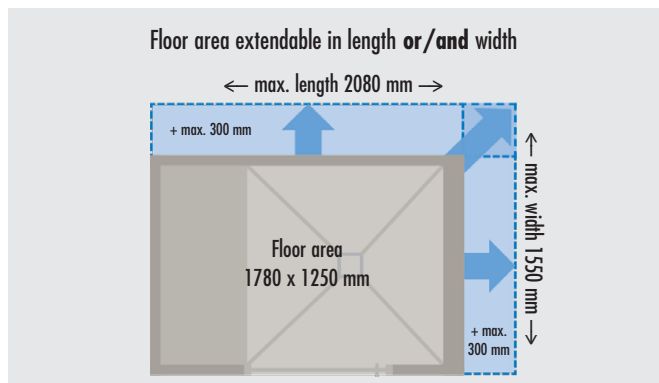 Floor area extendable in length or/and width
← max. length 2080 mm →
+ max. 300 mm
Floor area
1780 x 1250 mm
← max. width 1550 mm →
+ max.
300 mm